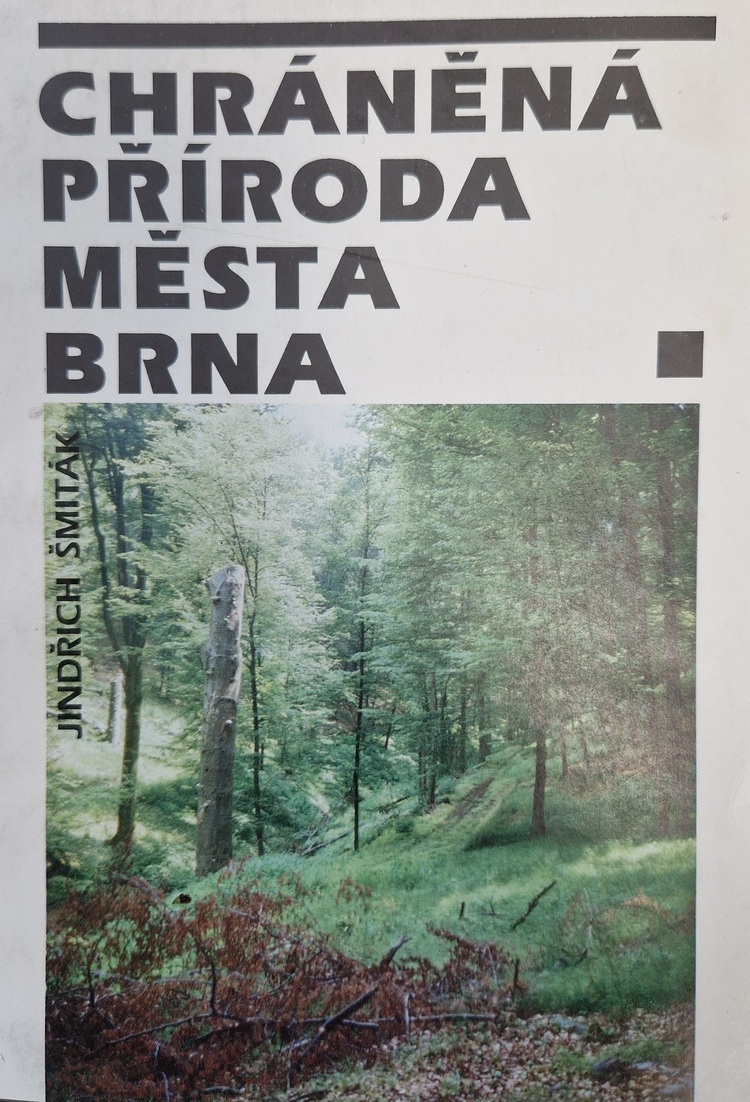 CHRÁNĚNÁ
PŘÍRODA
MĚSTA
BRNA
JINDŘICH ŠMITÁK